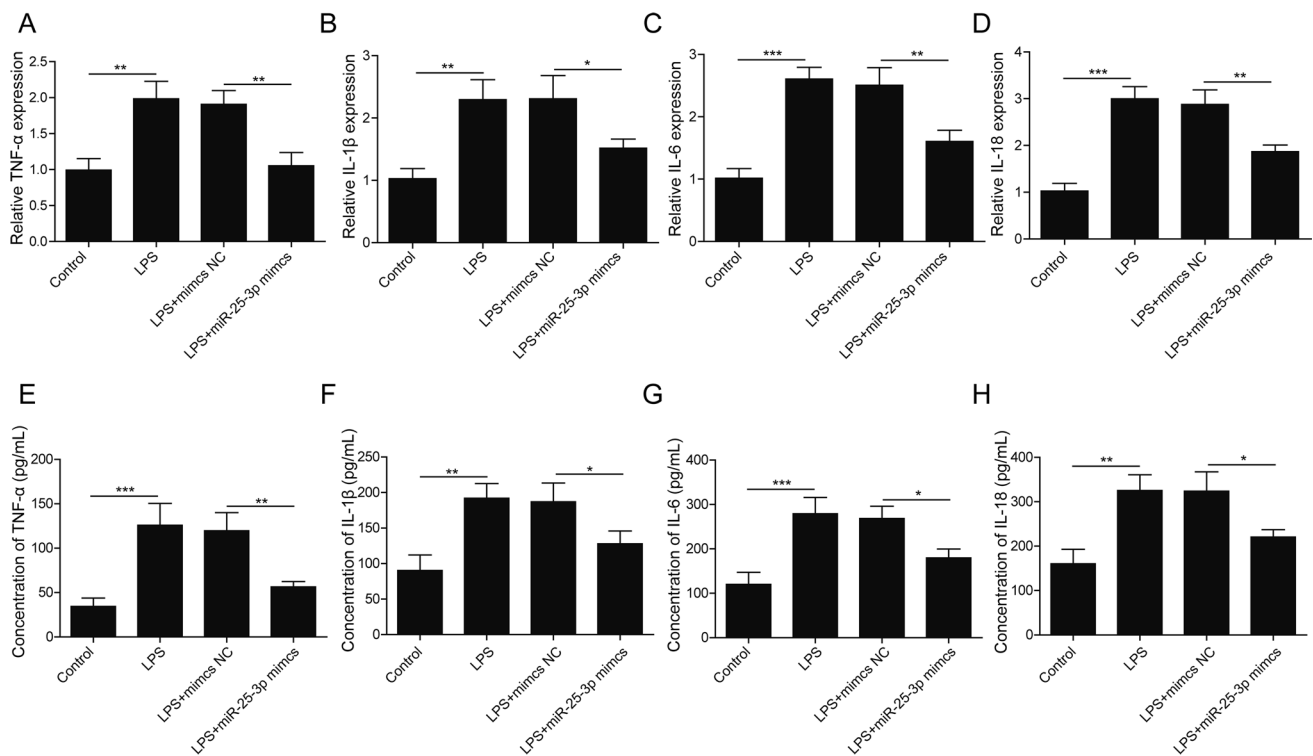 A
Relative TNF-α expression
2.5
2.0
1.5
1.0
0.5
0.0
**
**
Control
LPS
LPS+mimcs NC
LPS+miR-25-3p mimcs
B
Relative IL-1β expression
3
2
1
0
**
*
Control
LPS
LPS+mimcs NC
LPS+miR-25-3p mimcs
C
Relative IL-6 expression
3
2
1
0
***
**
Control
LPS
LPS+mimcs NC
LPS+miR-25-3p mimcs
D
Relative IL-18 expression
4
3
2
1
0
***
**
Control
LPS
LPS+mimcs NC
LPS+miR-25-3p mimcs
E
Concentration of TNF-α (pg/mL)
200
150
100
50
0
***
**
Control
LPS
LPS+mimcs NC
LPS+miR-25-3p mimcs
F
Concentration of IL-1β (pg/mL)
250
200
150
100
50
0
**
*
Control
LPS
LPS+mimcs NC
LPS+miR-25-3p mimcs
G
Concentration of IL-6 (pg/mL)
400
300
200
100
0
***
*
Control
LPS
LPS+mimcs NC
LPS+miR-25-3p mimcs
H
Concentration of IL-18 (pg/mL)
400
300
200
100
0
**
*
Control
LPS
LPS+mimcs NC
LPS+miR-25-3p mimcs